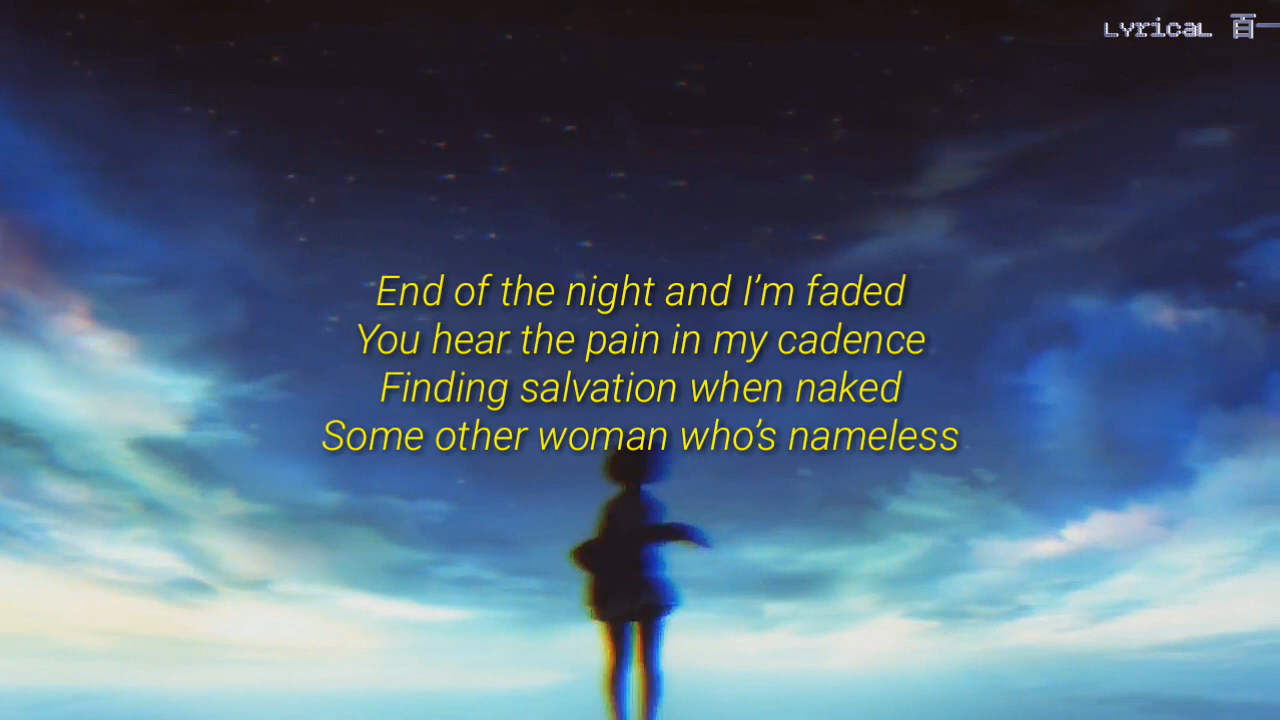 LyricaL 百一
End of the night and I'm faded
You hear the pain in my cadence
Finding salvation when naked
Some other woman who's nameless